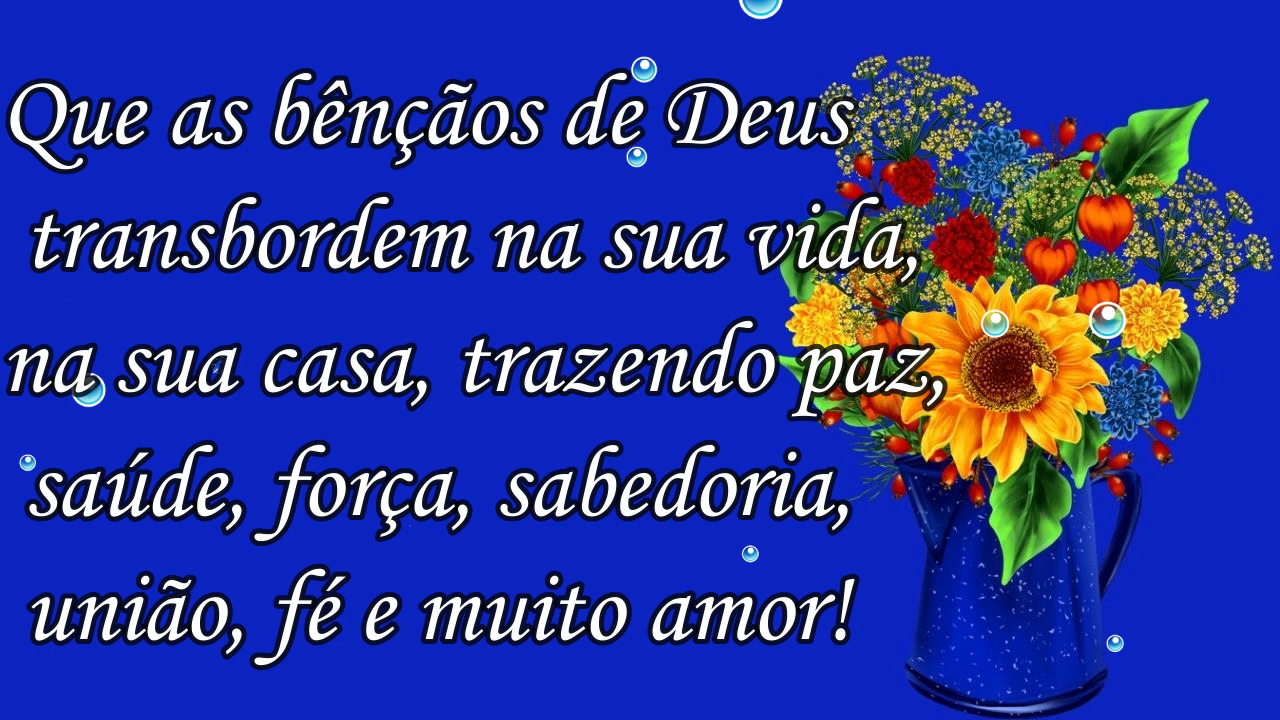 Que as bênçãos de Deus
transbordem na sua vida,
na sua casa, trazendo paz,
saúde, força, sabedoria,
união, fé e muito amor!